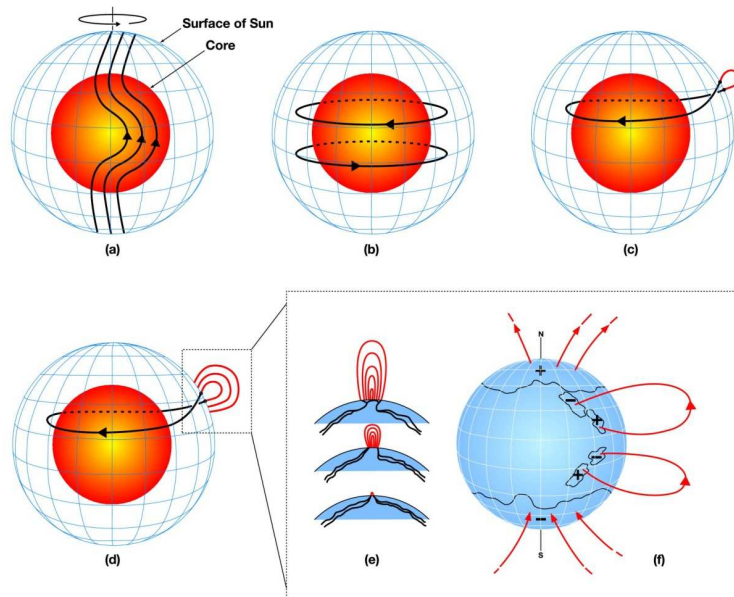 Surface of Sun
Core
(a)
(b)
(c)
(d)
(e)
N
+
-
+
-
+
--
S
(f)